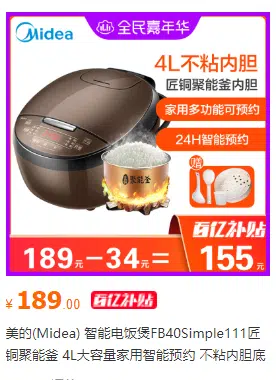 Midea
全民嘉年华
4L不粘内胆
匠铜聚能釜内胆
家用多功能可预约
24H智能预约
赠
聚能釜
百亿补贴
189元-34元=155元
¥189.00 百亿补贴
美的(Midea) 智能电饭煲FB40Simple111匠
铜聚能釜 4L大容量家用智能预约 不粘内胆底